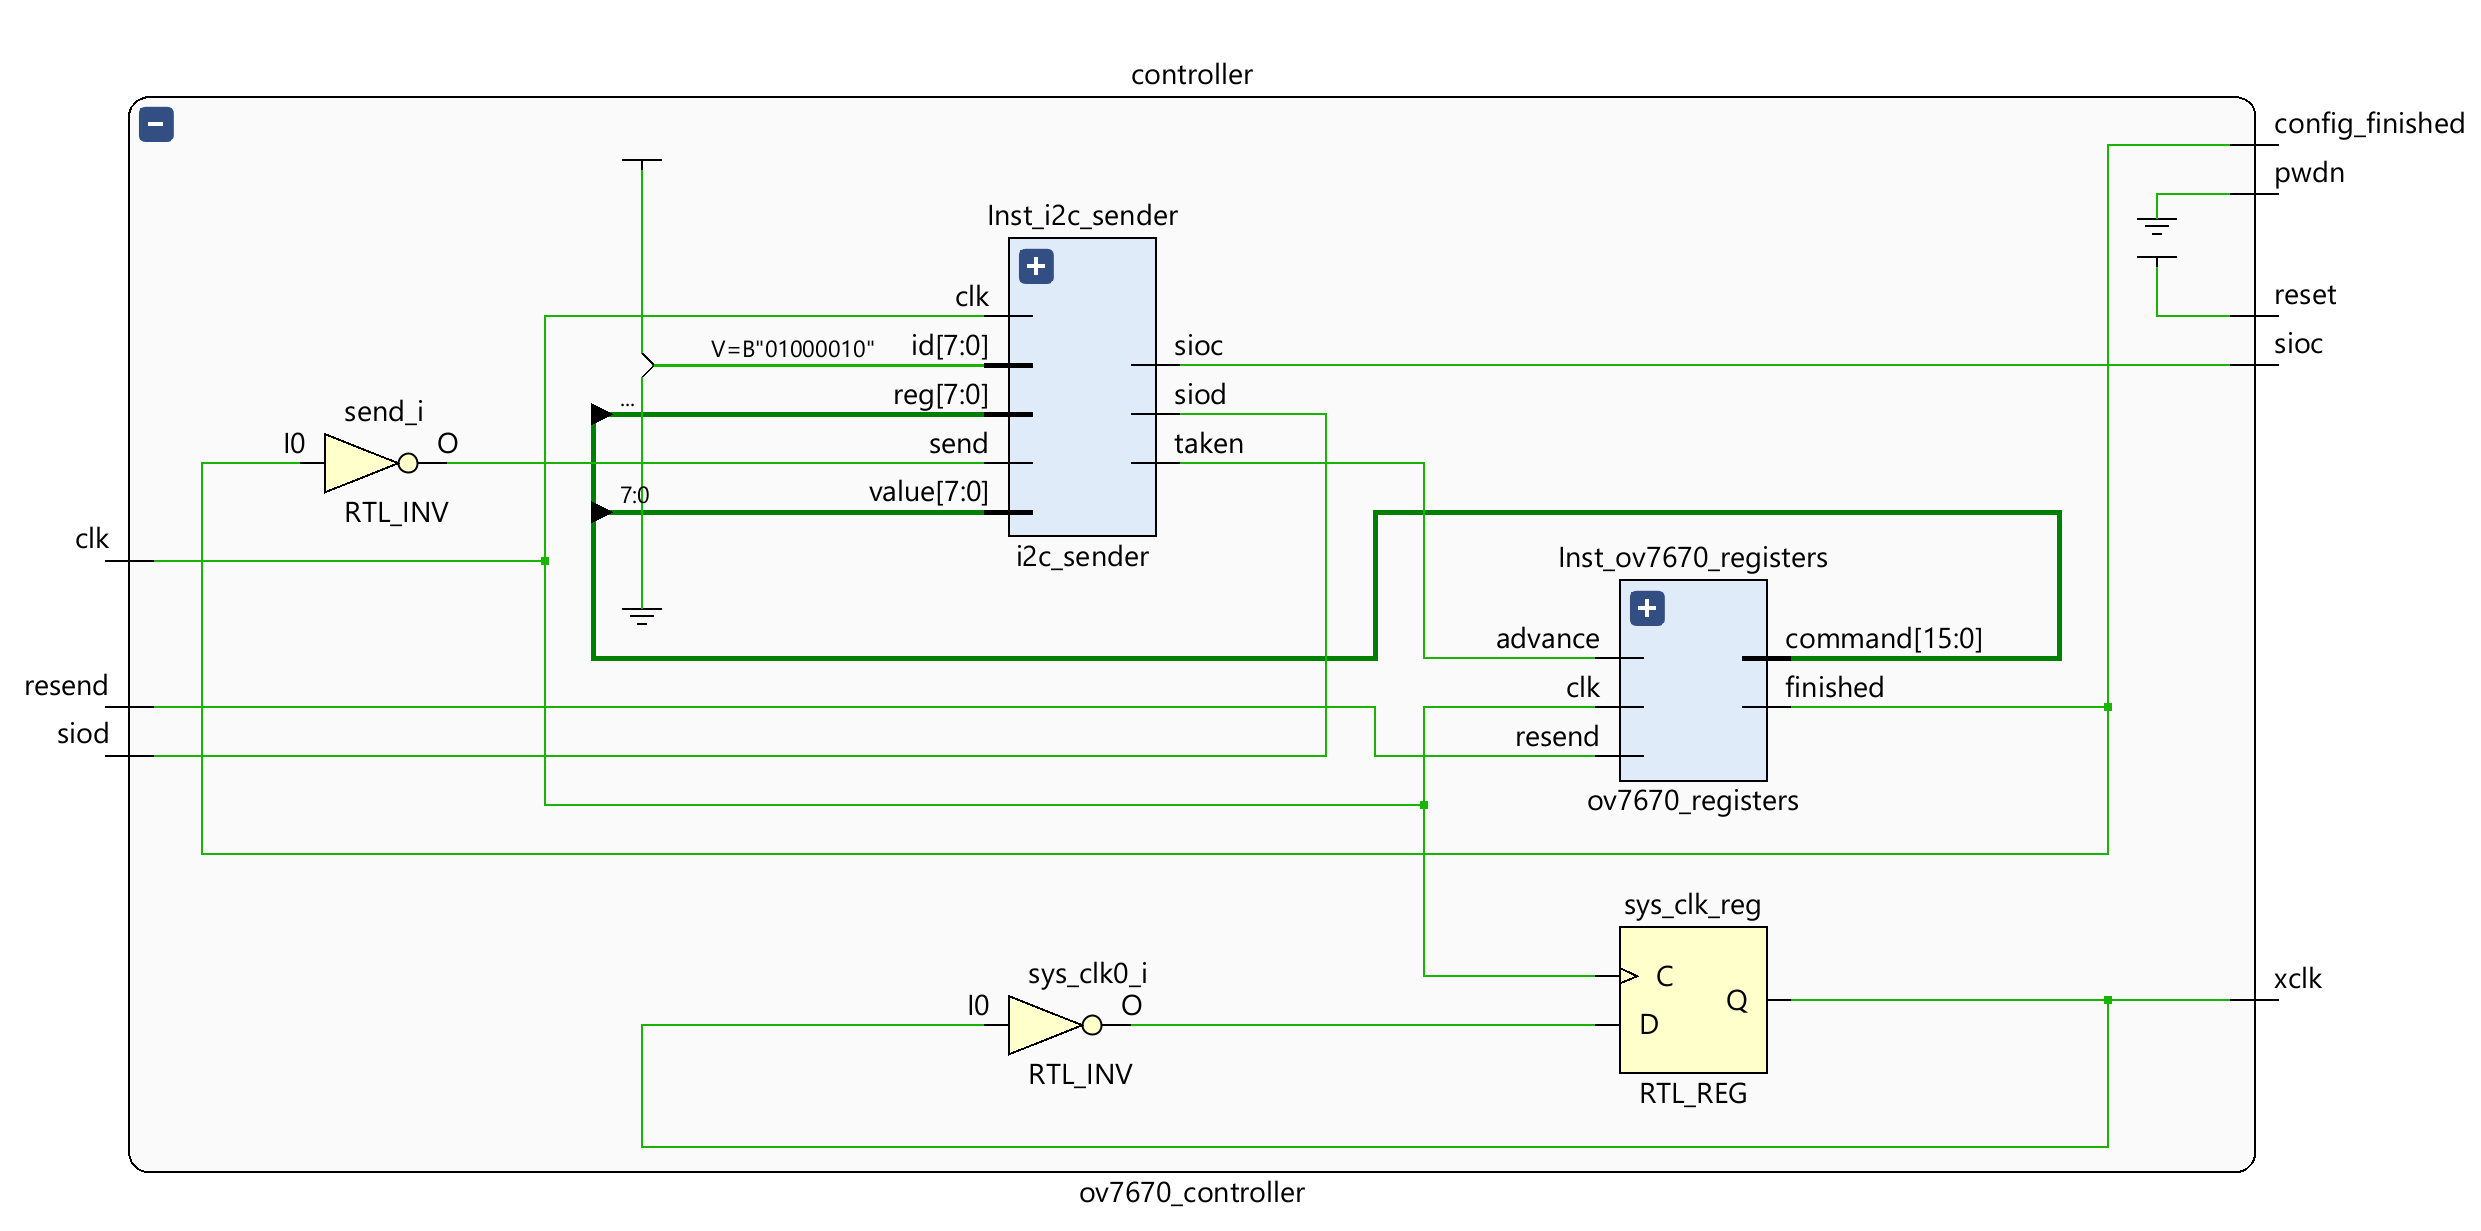 controller
config_finished
pwdn
reset
sioc
Inst_i2c_sender
clk
V=B"01000010" id[7:0]
... reg[7:0]
send
7:0 value[7:0]
sioc
siod
taken
i2c_sender
send_i
I0 O
RTL_INV
clk
resend
siod
Inst_ov7670_registers
advance
clk
resend
command[15:0]
finished
ov7670_registers
sys_clk_reg
C
D
Q
RTL_REG
sys_clk0_i
I0 O
RTL_INV
xclk
ov7670_controller